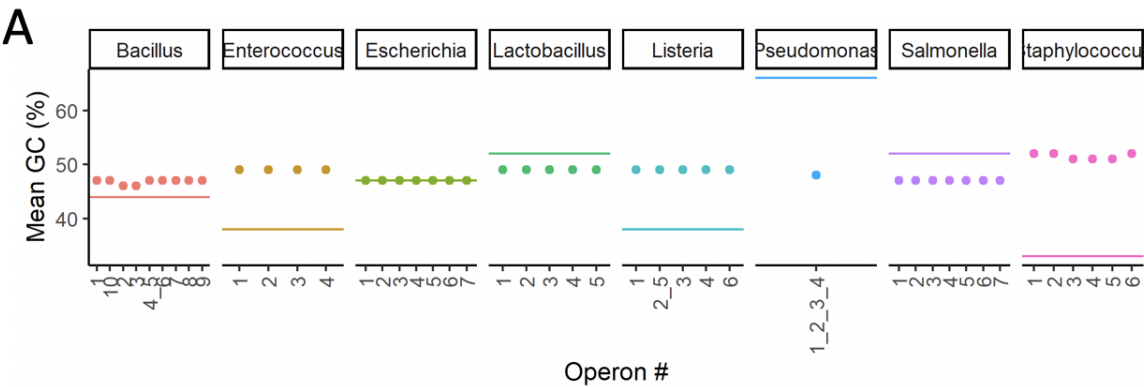 A
Bacillus Enterococcus Escherichia Lactobacillus Listeria Pseudomonas Salmonella taphylococcu
Mean GC (%)
60
50
40
1 10 2 3 5 4_6 7 8 9 1 2 3 4 1 2 3 4 5 6 7 1 2 3 4 5 1 2_5 3 4 6 1_2_3_4 1 2 3 4 5 6 7 1 2 3 4 5 6
Operon #